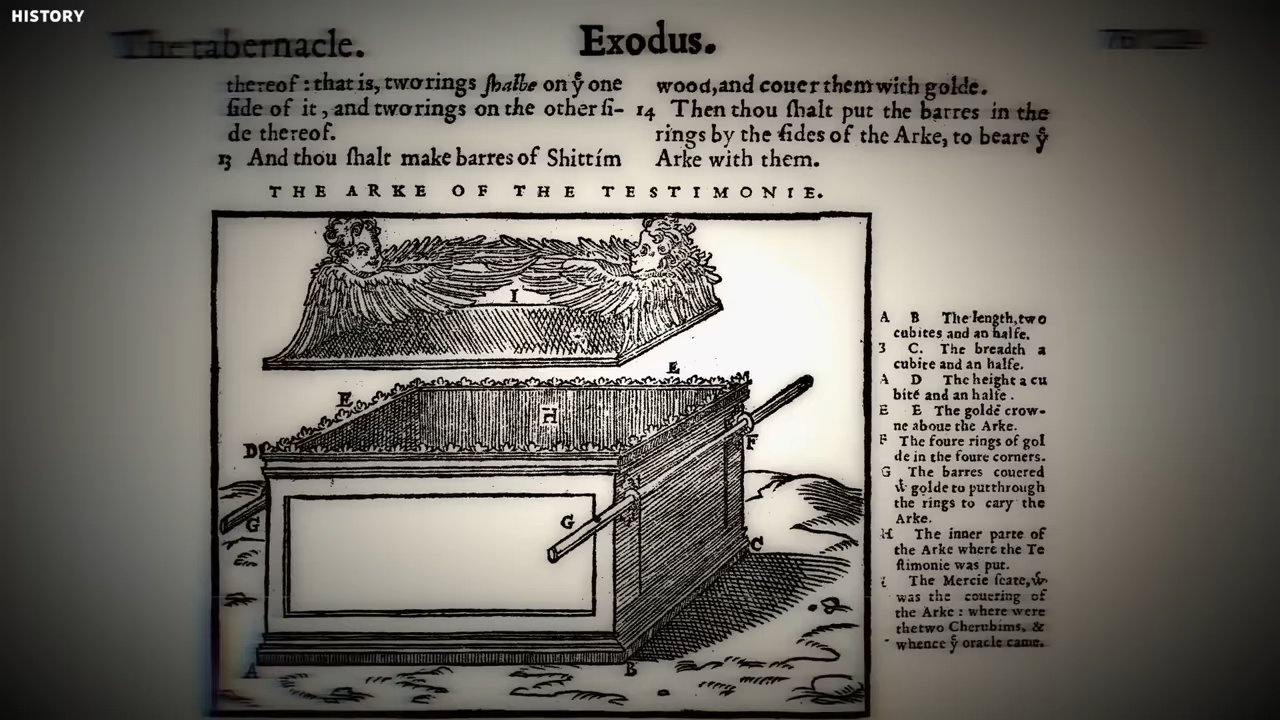 HISTORY
The tabernacle.
Exodus.
thereof : that is, two rings ſhalbe on yͤ one
ſide of it, and two rings on the other ſi-
de thereof.
13 And thou ſhalt make barres of Shittím
wood, and couer them with golde.
14 Then thou ſhalt put the barres in the
rings by the ſides of the Arke, to beare yͤ
Arke with them.
THE ARKE OF THE TESTIMONIE.
I
E
E
H
D
F
G
G
C
A
B
A B The length, two
cubites and an halfe.
C. The breadth a
cubite and an halfe.
A D The height a cu
bite and an halfe.
E E The goldē crow-
ne aboue the Arke.
F The foure rings of gol
de in the foure corners.
G The barres couered
golde to put through
the rings to cary the
Arke.
H The inner parte of
the Arke where the Te
ſtimonie was put.
The Mercie ſeate,
was the couering of
the Arke : where were
the two Cherubims, &
whence yͤ oracle came.